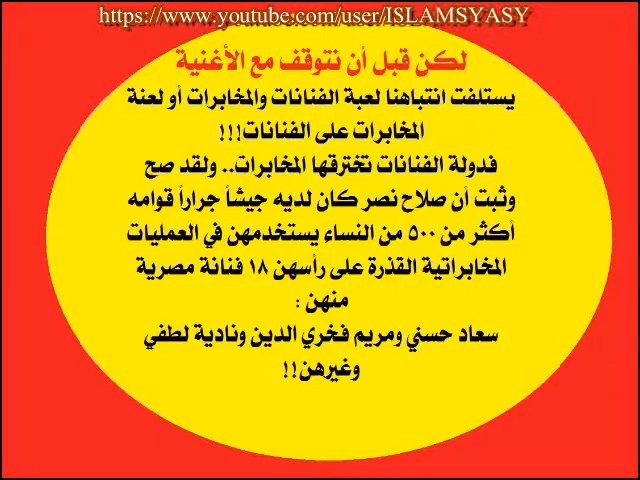 https://www.youtube.com/user/ISLAMSYASY
لكن قبل أن نتوقف مع الأغنية
يستلفت انتباهنا لعبة الفنانات والمخابرات أو لعنة
المخابرات على الفنانات!!!
فدولة الفنانات تخترقها المخابرات.. ولقد صح
وثبت أن صلاح نصر كان لديه جيشاً جراراً قوامه
أكثر من ٥٠٠ من النساء يستخدمهن في العمليات
المخابراتية القذرة على رأسهن ١٨ فنانة مصرية
منهن :
سعاد حسني ومريم فخري الدين ونادية لطفي
وغيرهن!!